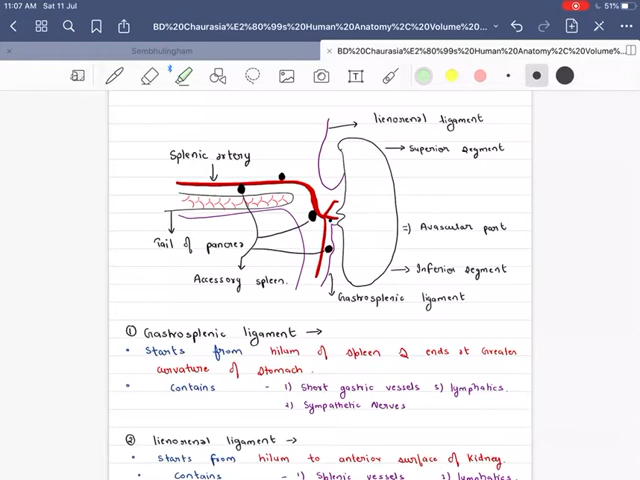 11:07 AM Sat 11 Jul
51%
BD%20Chaurasia%E2%80%99s%20Human%20Anatomy%2C%20Volume%20...
Sembhulingham
BD%20Chaurasia%E2%80%99s%20Human%20Anatomy%2C%20Volum...
lienorenal ligament
Splenic artery
Superior segment
=) Avascular part
Tail of pancres
Inferior segment
Accessory spleen.
Gastrosplenic ligament
① Gastrosplenic ligament →
• Starts from hilum of spleen & ends at Greater
curvature of stomach.
• Contains - 1) Short gastric vessels 3) lymphatics.
2) Sympathetic Nerves
② lienorenal ligament →
• Starts from hilum to anterior surface of kidney.
• Contains - 1) Splenic vessels 3) lymphatics.